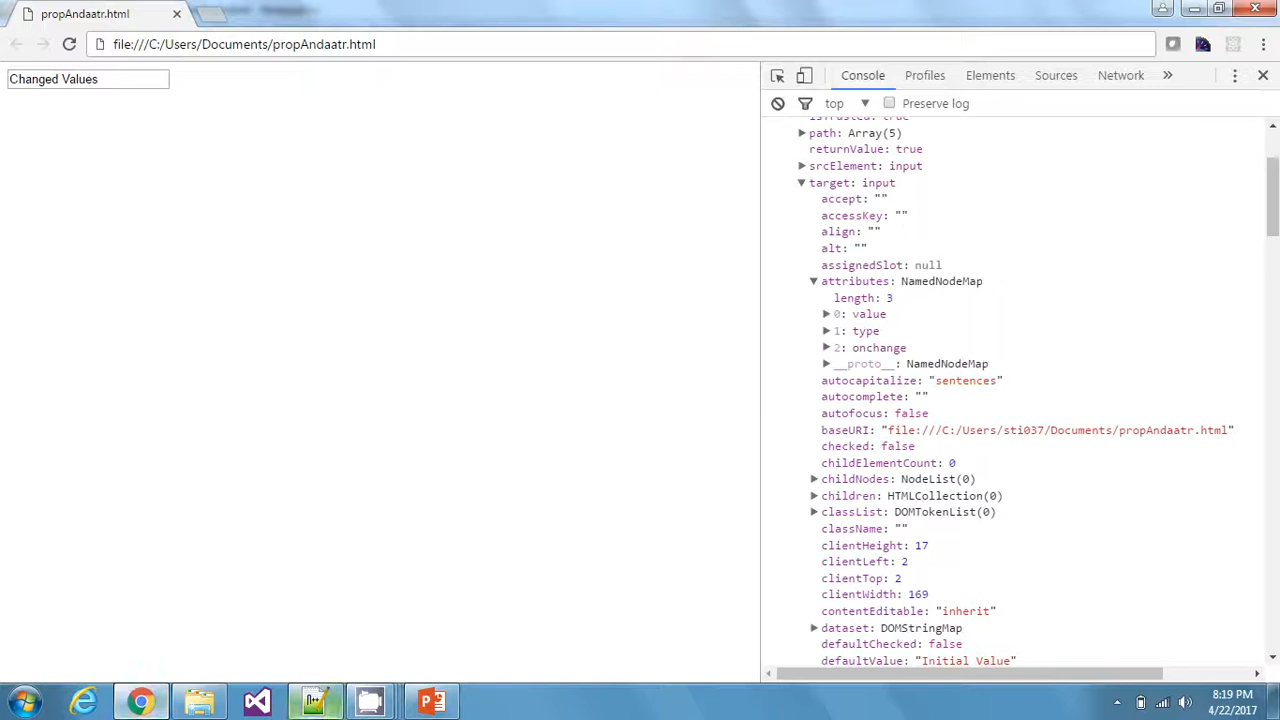 propAndaatr.html
file:///C:/Users/Documents/propAndaatr.html
Changed Values
Console Profiles Elements Sources Network »
top Preserve log
isTrusted: true
path: Array(5)
returnValue: true
srcElement: input
target: input
accept: ""
accessKey: ""
align: ""
alt: ""
assignedSlot: null
attributes: NamedNodeMap
length: 3
0: value
1: type
2: onchange
__proto__: NamedNodeMap
autocapitalize: "sentences"
autocomplete: ""
autofocus: false
baseURI: "file:///C:/Users/sti037/Documents/propAndaatr.html"
checked: false
childElementCount: 0
childNodes: NodeList(0)
children: HTMLCollection(0)
classList: DOMTokenList(0)
className: ""
clientHeight: 17
clientLeft: 2
clientTop: 2
clientWidth: 169
contentEditable: "inherit"
dataset: DOMStringMap
defaultChecked: false
defaultValue: "Initial Value"
8:19 PM
4/22/2017